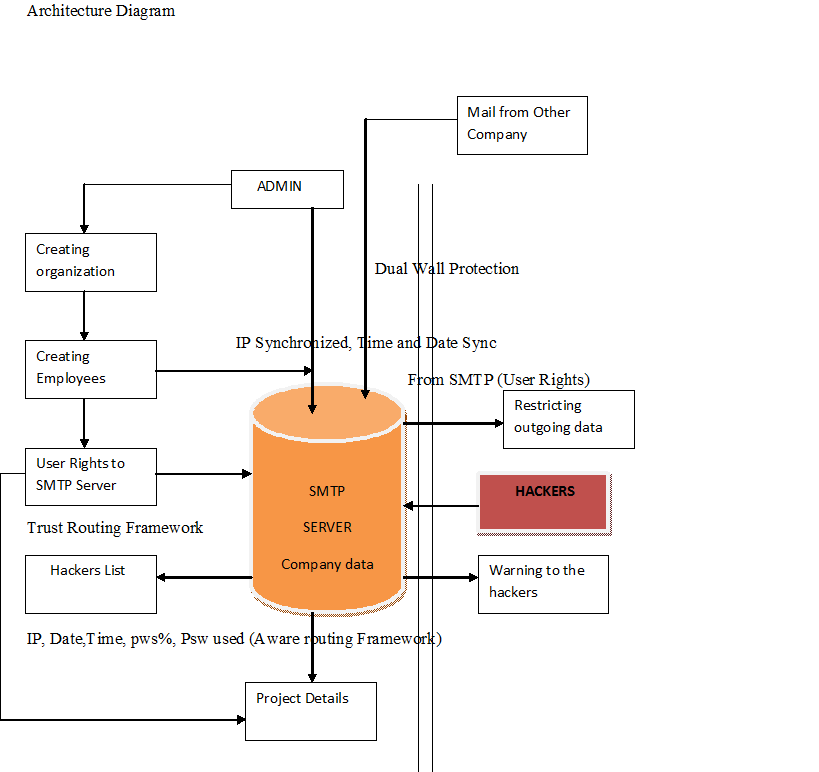 Architecture Diagram
Mail from Other
Company
ADMIN
Creating
organization
Dual Wall Protection
IP Synchronized, Time and Date Sync
Creating
Employees
From SMTP (User Rights)
Restricting
outgoing data
User Rights to
SMTP Server
SMTP
SERVER
Company data
HACKERS
Trust Routing Framework
Hackers List
Warning to the
hackers
IP, Date,Time, pws%, Psw used (Aware routing Framework)
Project Details